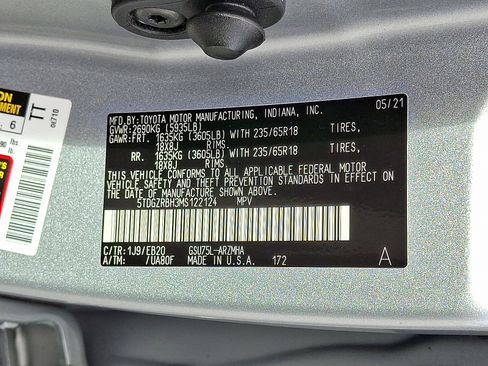 MFD. BY: TOYOTA MOTOR MANUFACTURING, INDIANA, INC. 05/21
GVWR: 2690KG (5935LB)
GAWR: FRT. 1635KG (3605LB) WITH 235/65R18 TIRES,
18X8J
RR. 1635KG (3605LB) WITH 235/65R18 TIRES,
18X8J
THIS VEHICLE CONFORMS TO ALL APPLICABLE FEDERAL MOTOR
VEHICLE SAFETY AND THEFT PREVENTION STANDARDS IN EFFECT ON
THE DATE OF MANUFACTURE SHOWN ABOVE.
5TDGZRBH3MS122124 MPV
C/TR: 1J9/EB20 GSU75L-ARZMHA
A/TM: /UA80F MADE IN U.S.A. 172 A
6
TT